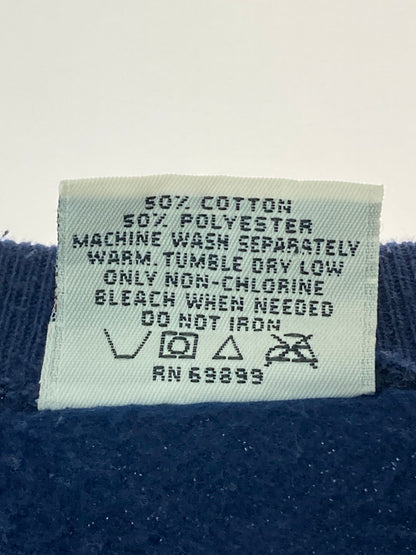 50% COTTON
50% POLYESTER
MACHINE WASH SEPARATELY
WARM, TUMBLE DRY LOW
ONLY NON-CHLORINE
BLEACH WHEN NEEDED
DO NOT IRON
RN 69899